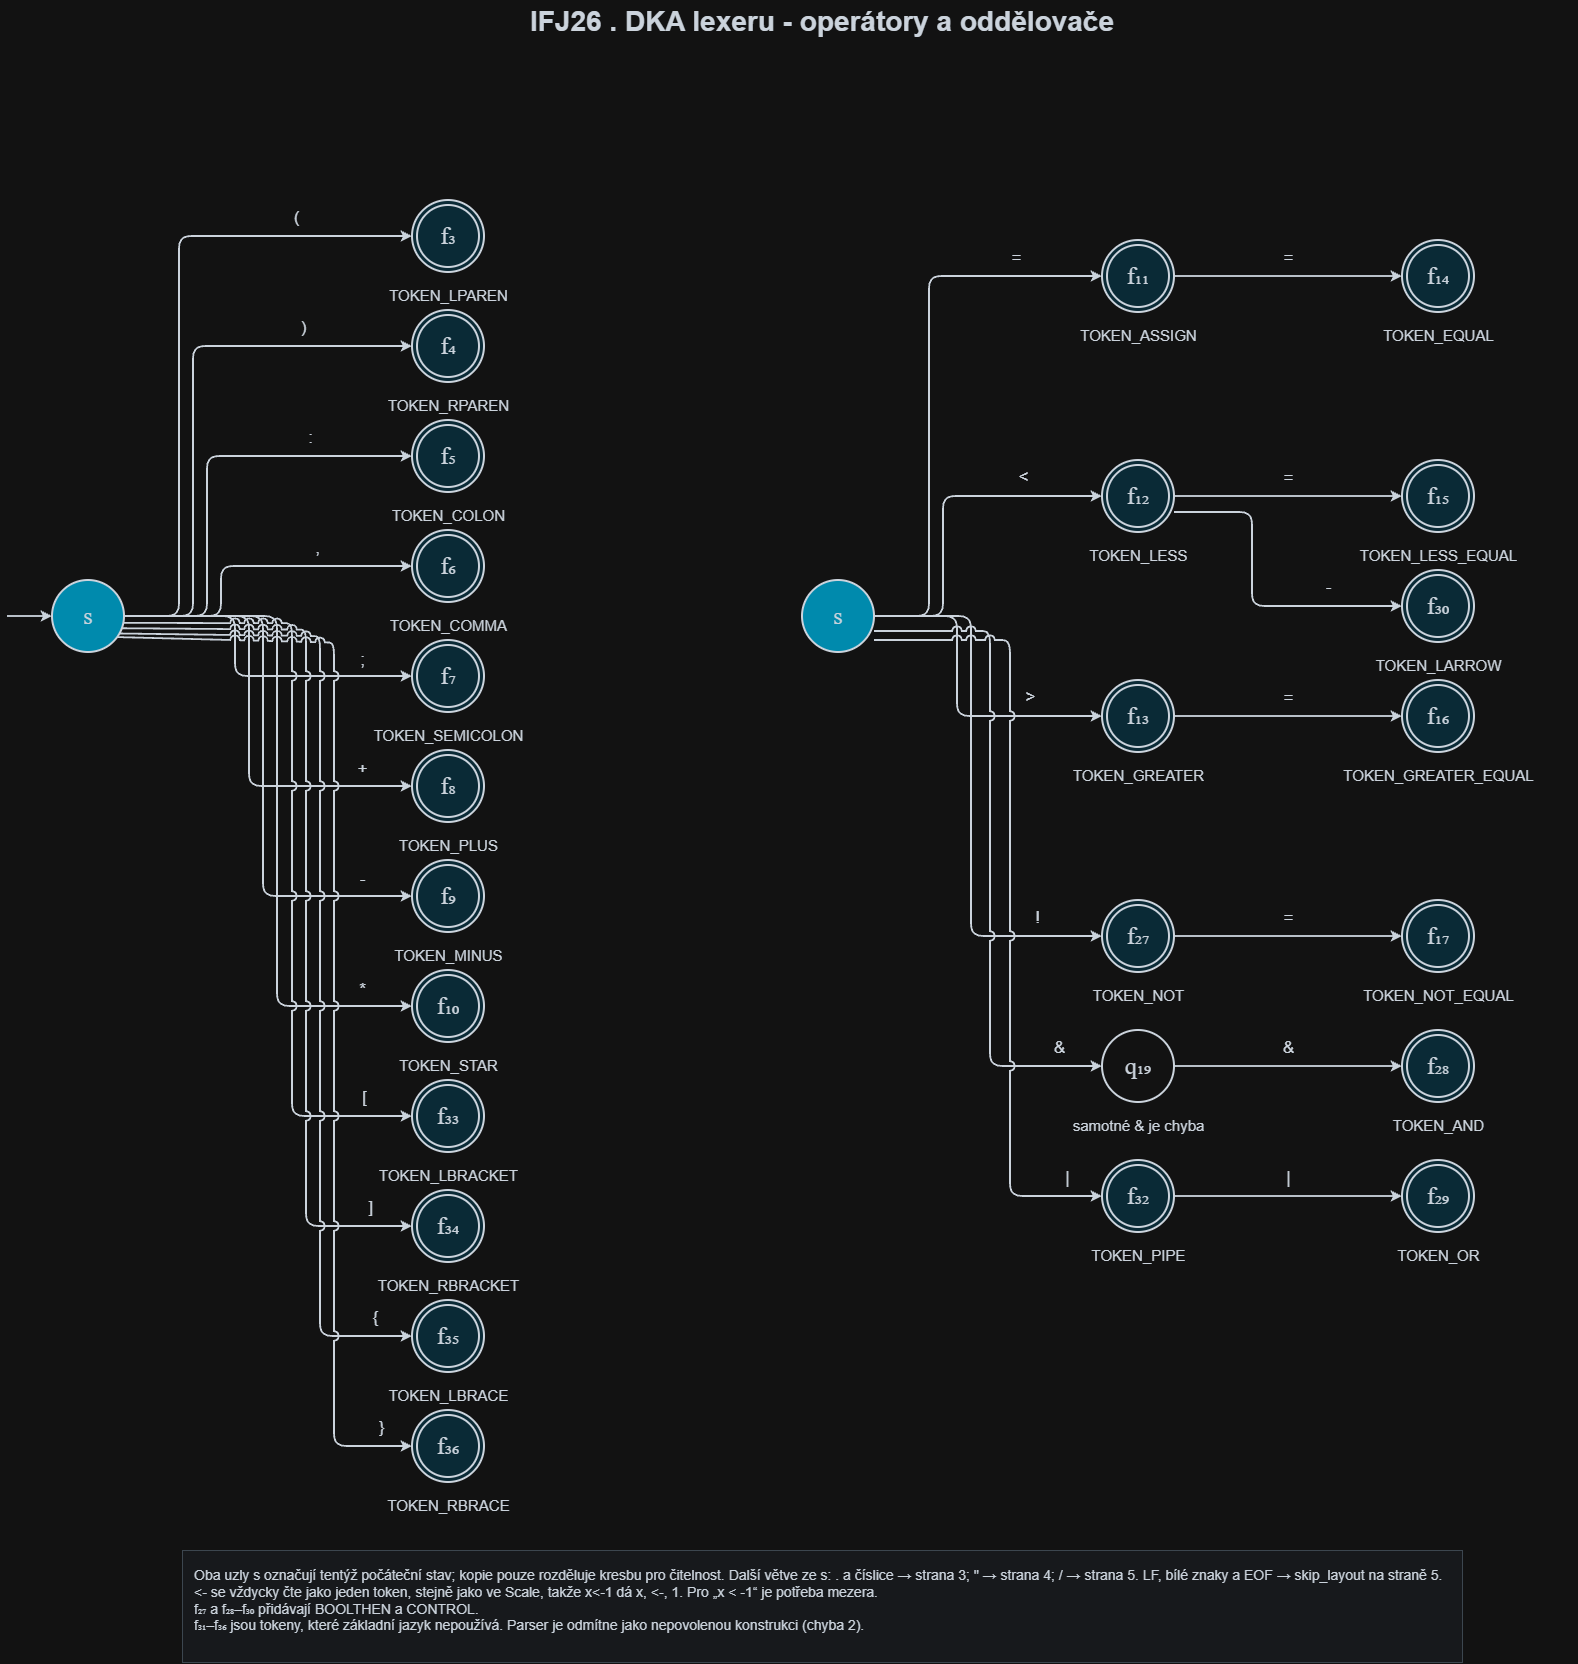 IFJ26 . DKA lexeru - operátory a oddělovače
s
(
f₃
TOKEN_LPAREN
)
f₄
TOKEN_RPAREN
:
f₅
TOKEN_COLON
,
f₆
TOKEN_COMMA
;
f₇
TOKEN_SEMICOLON
+
f₈
TOKEN_PLUS
-
f₉
TOKEN_MINUS
*
f₁₀
TOKEN_STAR
[
f₃₃
TOKEN_LBRACKET
]
f₃₄
TOKEN_RBRACKET
{
f₃₅
TOKEN_LBRACE
}
f₃₆
TOKEN_RBRACE
s
=
f₁₁
TOKEN_ASSIGN
=
f₁₄
TOKEN_EQUAL
<
f₁₂
TOKEN_LESS
=
f₁₅
TOKEN_LESS_EQUAL
-
f₃₀
TOKEN_LARROW
>
f₁₃
TOKEN_GREATER
=
f₁₆
TOKEN_GREATER_EQUAL
!
f₂₇
TOKEN_NOT
=
f₁₇
TOKEN_NOT_EQUAL
&
q₁₉
samotné & je chyba
&
f₂₈
TOKEN_AND
|
f₃₂
TOKEN_PIPE
|
f₂₉
TOKEN_OR
Oba uzly s označují tentýž počáteční stav; kopie pouze rozděluje kresbu pro čitelnost. Další větve ze s: . a číslice → strana 3; " → strana 4; / → strana 5. LF, bílé znaky a EOF → skip_layout na straně 5.
<- se vždycky čte jako jeden token, stejně jako ve Scale, takže x<-1 dá x, <-, 1. Pro „x < -1“ je potřeba mezera.
f₂₇ a f₂₈–f₃₀ přidávají BOOLTHEN a CONTROL.
f₃₁–f₃₆ jsou tokeny, které základní jazyk nepoužívá. Parser je odmítne jako nepovolenou konstrukci (chyba 2).